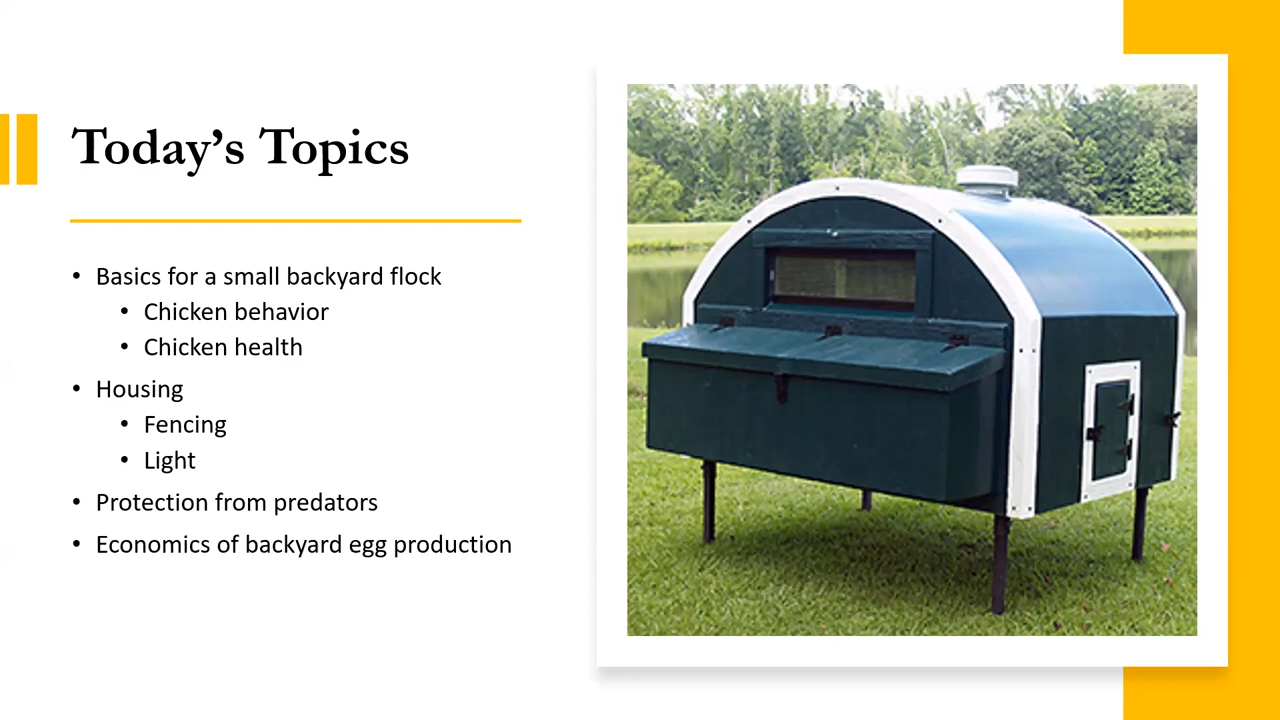 Today’s Topics
• Basics for a small backyard flock
• Chicken behavior
• Chicken health
• Housing
• Fencing
• Light
• Protection from predators
• Economics of backyard egg production